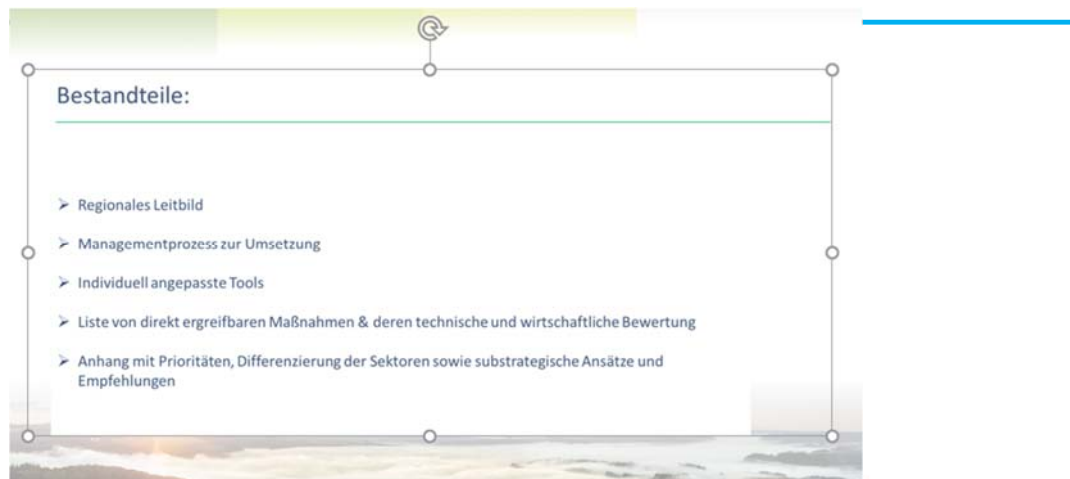 Bestandteile:
➢ Regionales Leitbild
➢ Managementprozess zur Umsetzung
➢ Individuell angepasste Tools
➢ Liste von direkt ergreifbaren Maßnahmen & deren technische und wirtschaftliche Bewertung
➢ Anhang mit Prioritäten, Differenzierung der Sektoren sowie substrategische Ansätze und
Empfehlungen